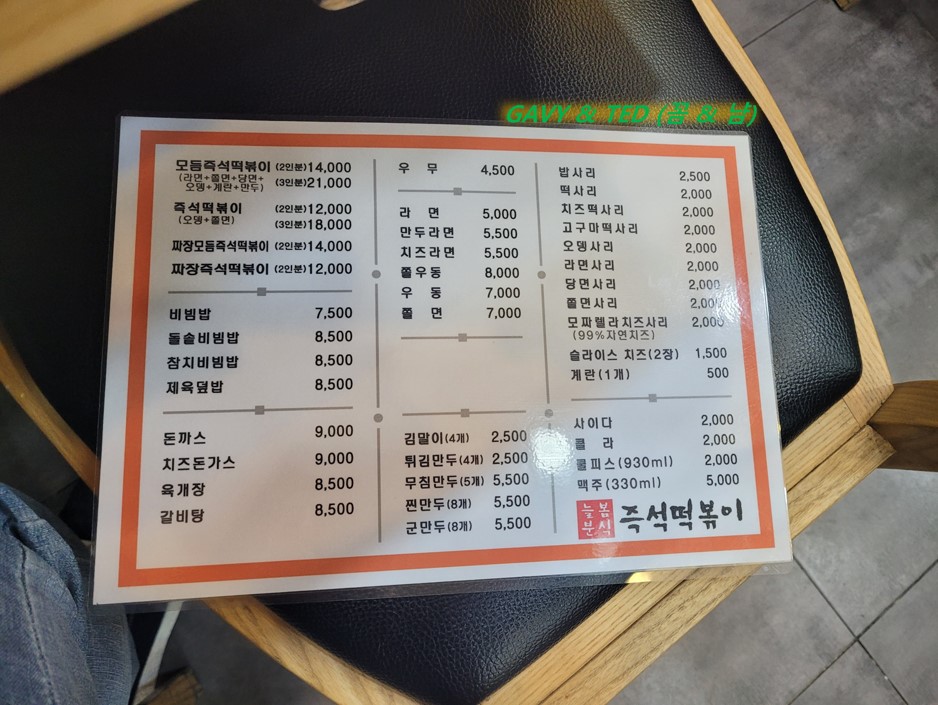 GAVY & TED (꼴 & 냠)
모듬즉석떡볶이 (2인분) 14,000
(라면+쫄면+당면+ (3인분) 21,000
오뎅+계란+만두)
즉석떡볶이 (2인분) 12,000
(오뎅+쫄면) (3인분) 18,000
짜장모듬즉석떡볶이 (2인분) 14,000
짜장즉석떡볶이 (2인분) 12,000
비빔밥 7,500
돌솥비빔밥 8,500
참치비빔밥 8,500
제육덮밥 8,500
돈까스 9,000
치즈돈가스 9,000
육개장 8,500
갈비탕 8,500
우 무 4,500
라 면 5,000
만두라면 5,500
치즈라면 5,500
쫄우동 8,000
우 동 7,000
쫄 면 7,000
김말이(4개) 2,500
튀김만두(4개) 2,500
무침만두(5개) 5,500
찐만두(8개) 5,500
군만두(8개) 5,500
밥사리 2,500
떡사리 2,000
치즈떡사리 2,000
고구마떡사리 2,000
오뎅사리 2,000
라면사리 2,000
당면사리 2,000
쫄면사리 2,000
모짜렐라치즈사리 2,000
(99%자연치즈)
슬라이스 치즈(2장) 1,500
계란(1개) 500
사이다 2,000
콜 라 2,000
쿨피스(930ml) 2,000
맥주(330ml) 5,000
늘봄
분식
즉석떡볶이